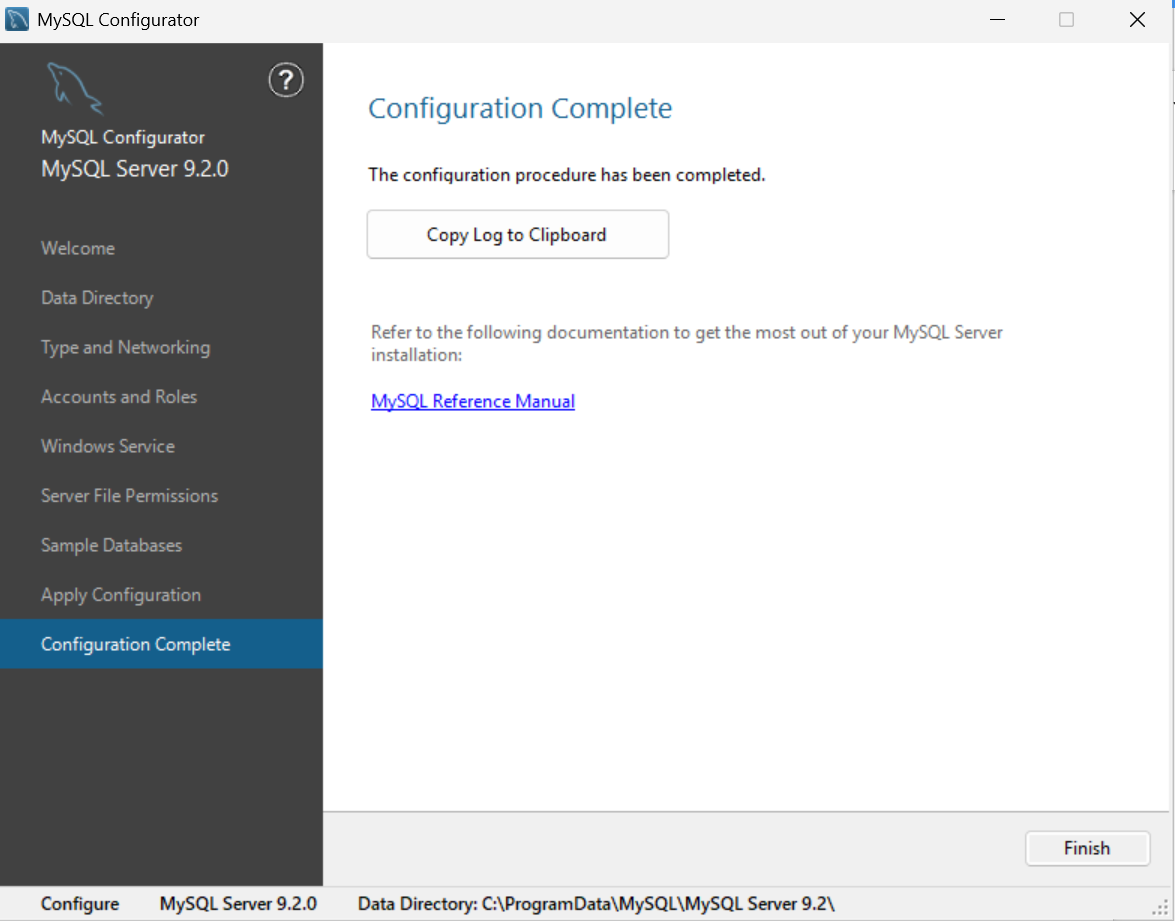 MySQL Configurator
?
MySQL Configurator
MySQL Server 9.2.0
Welcome
Data Directory
Type and Networking
Accounts and Roles
Windows Service
Server File Permissions
Sample Databases
Apply Configuration
Configuration Complete
Configuration Complete
The configuration procedure has been completed.
Copy Log to Clipboard
Refer to the following documentation to get the most out of your MySQL Server
installation:
MySQL Reference Manual
Finish
Configure MySQL Server 9.2.0 Data Directory: C:\ProgramData\MySQL\MySQL Server 9.2\